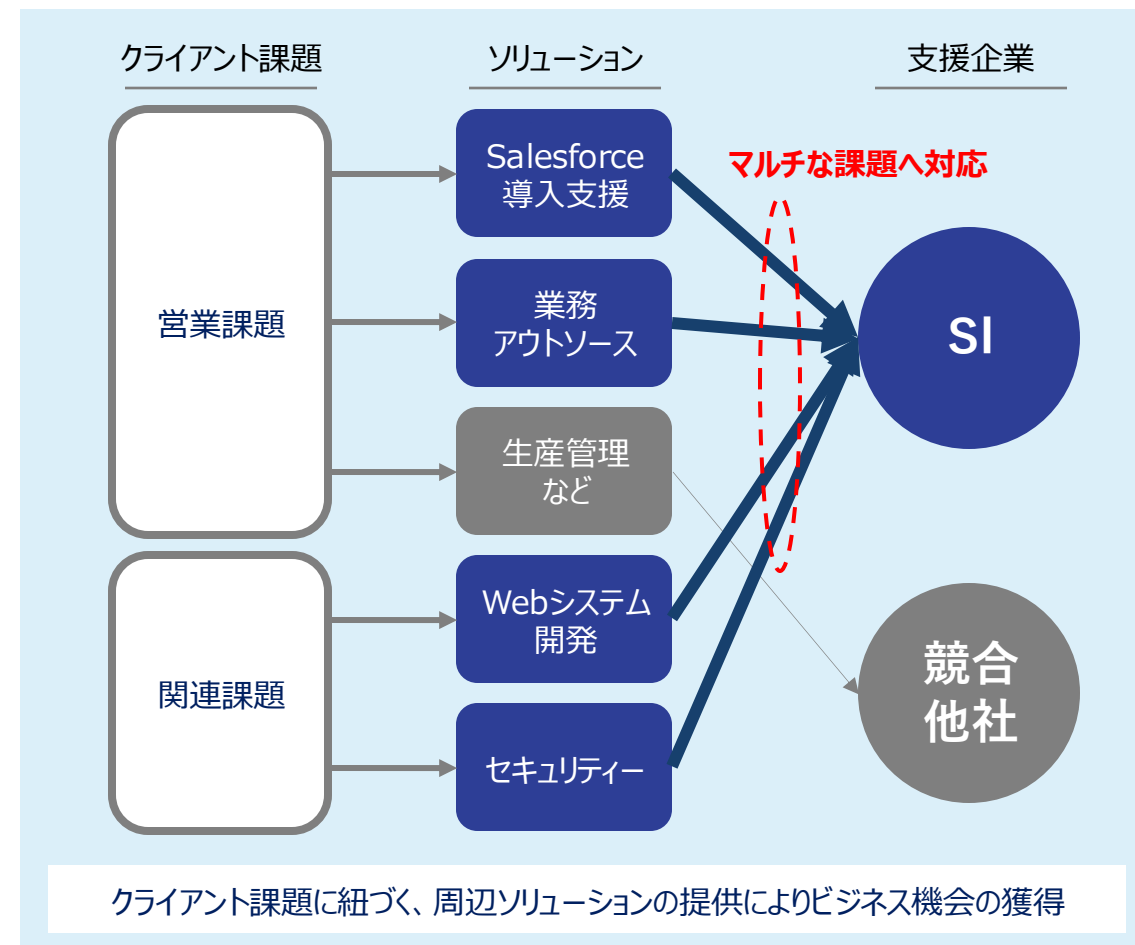 クライアント課題
ソリューション
支援企業
Salesforce
導入支援
マルチな課題へ対応
営業課題
業務
アウトソース
SI
生産管理
など
Webシステム
開発
関連課題
競合
他社
セキュリティー
クライアント課題に紐づく、周辺ソリューションの提供によりビジネス機会の獲得